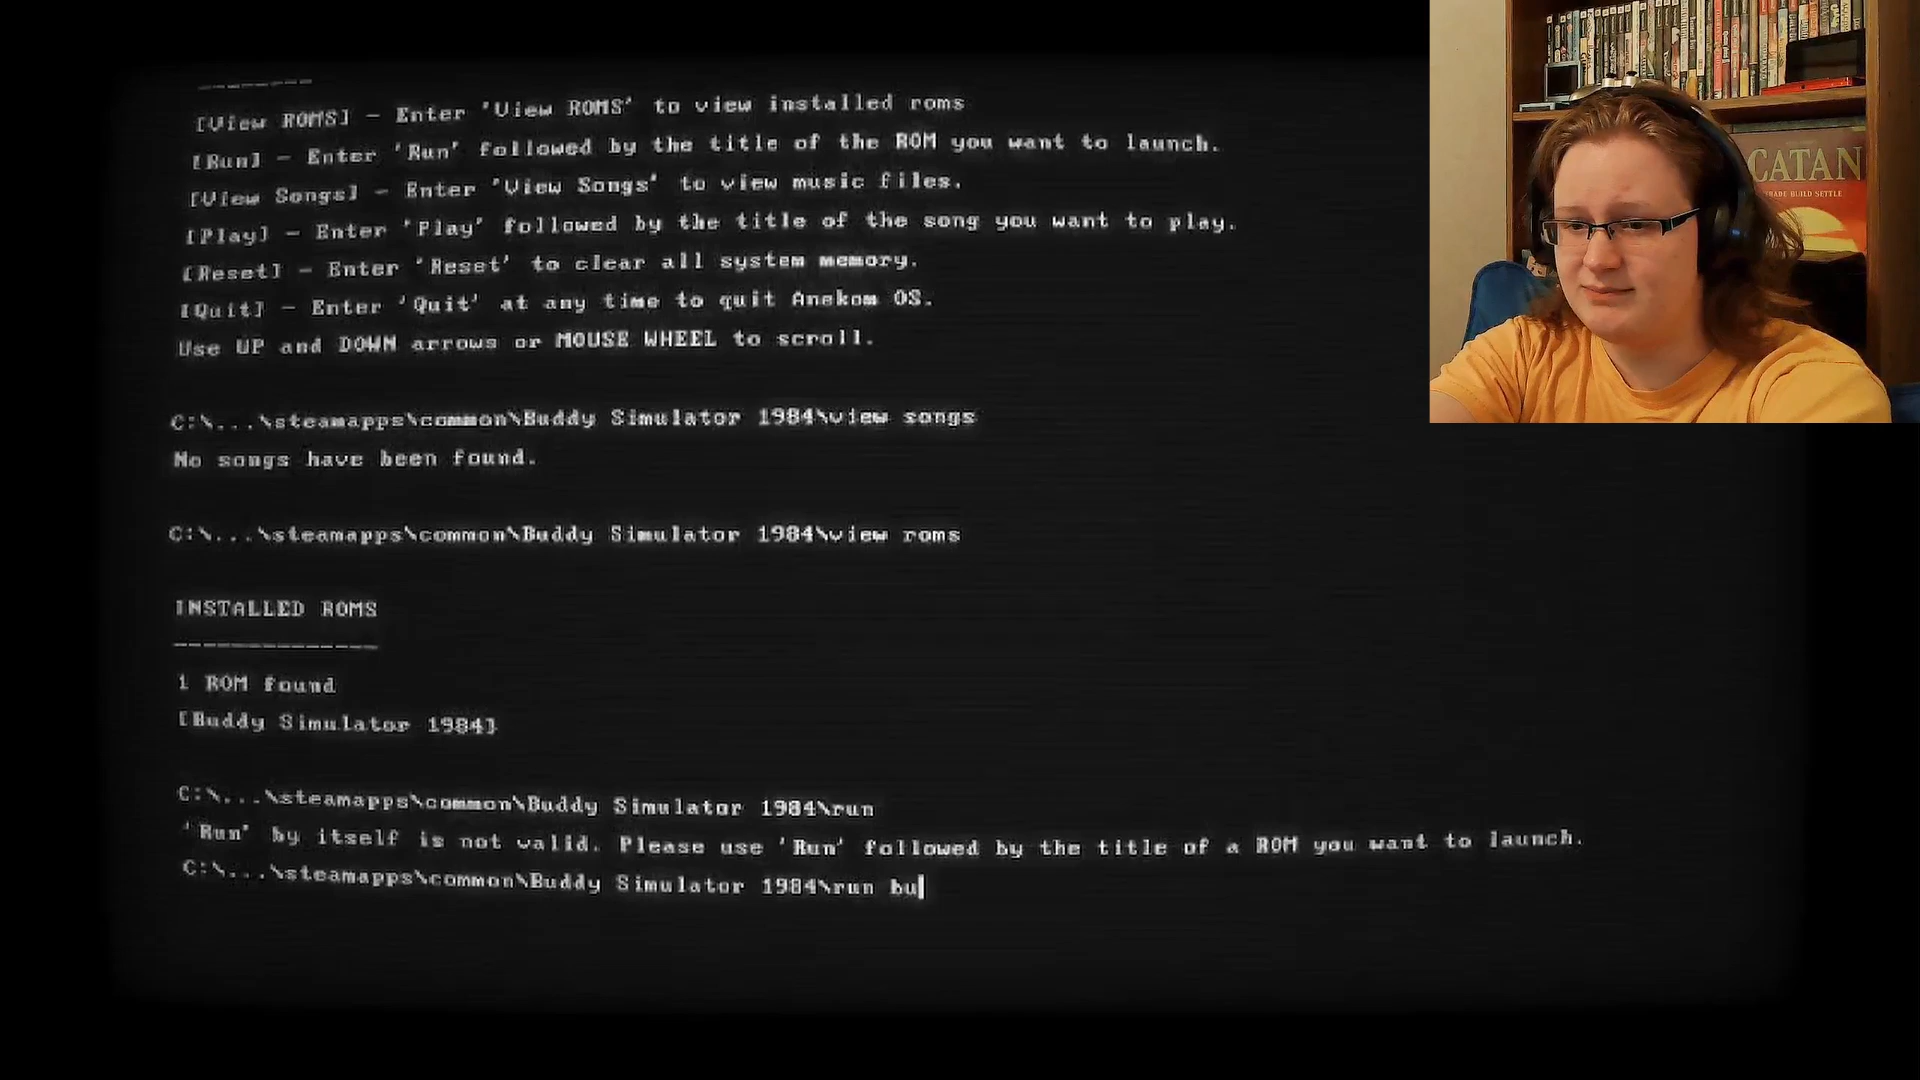 [View ROMS] - Enter 'View ROMS' to view installed roms
[Run] - Enter 'Run' followed by the title of the ROM you want to launch.
[View Songs] - Enter 'View Songs' to view music files.
[Play] - Enter 'Play' followed by the title of the song you want to play.
[Reset] - Enter 'Reset' to clear all system memory.
[Quit] - Enter 'Quit' at any time to quit Anekom OS.
Use UP and DOWN arrows or MOUSE WHEEL to scroll.
C:\...\steamapps\common\Buddy Simulator 1984\view songs
No songs have been found.
C:\...\steamapps\common\Buddy Simulator 1984\view roms
INSTALLED ROMS
--------------
1 ROM found
[Buddy Simulator 1984]
C:\...\steamapps\common\Buddy Simulator 1984\run
'Run' by itself is not valid. Please use 'Run' followed by the title of a ROM you want to launch.
C:\...\steamapps\common\Buddy Simulator 1984\run bu
CATAN
TRADE BUILD SETTLE